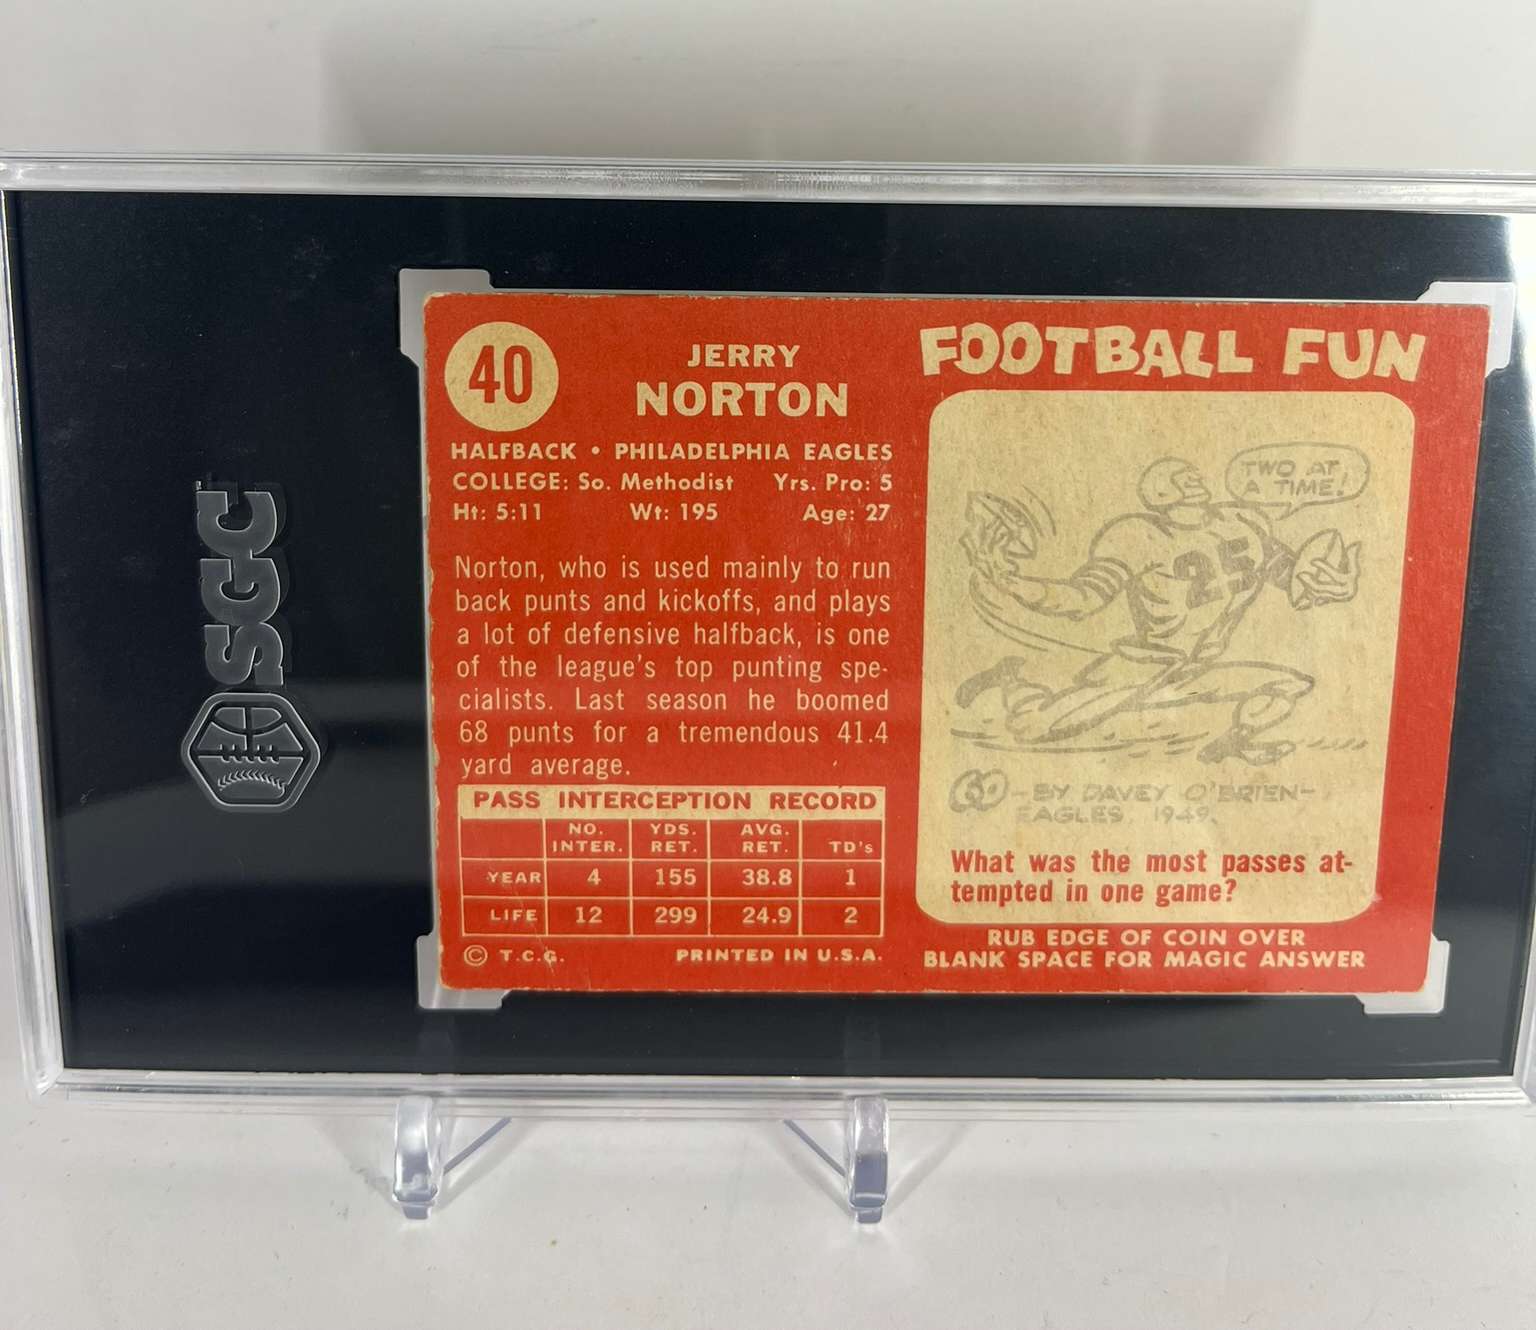 SGC
40
JERRY
NORTON
HALFBACK • PHILADELPHIA EAGLES
COLLEGE: So. Methodist Yrs. Pro: 5
Ht: 5:11 Wt: 195 Age: 27
Norton, who is used mainly to run
back punts and kickoffs, and plays
a lot of defensive halfback, is one
of the league's top punting spe-
cialists. Last season he boomed
68 punts for a tremendous 41.4
yard average.
PASS INTERCEPTION RECORD
NO. INTER. YDS. RET. AVG. RET. TD's
YEAR 4 155 38.8 1
LIFE 12 299 24.9 2
© T.C.G. PRINTED IN U.S.A.
FOOTBALL FUN
TWO AT
A TIME!
25
60 - BY DAVEY O'BRIEN-
EAGLES, 1949.
What was the most passes at-
tempted in one game?
RUB EDGE OF COIN OVER
BLANK SPACE FOR MAGIC ANSWER